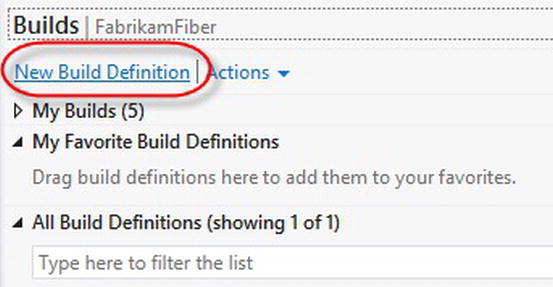 Builds | FabrikamFiber
New Build Definition | Actions
My Builds (5)
My Favorite Build Definitions
Drag build definitions here to add them to your favorites.
All Build Definitions (showing 1 of 1)
Type here to filter the list